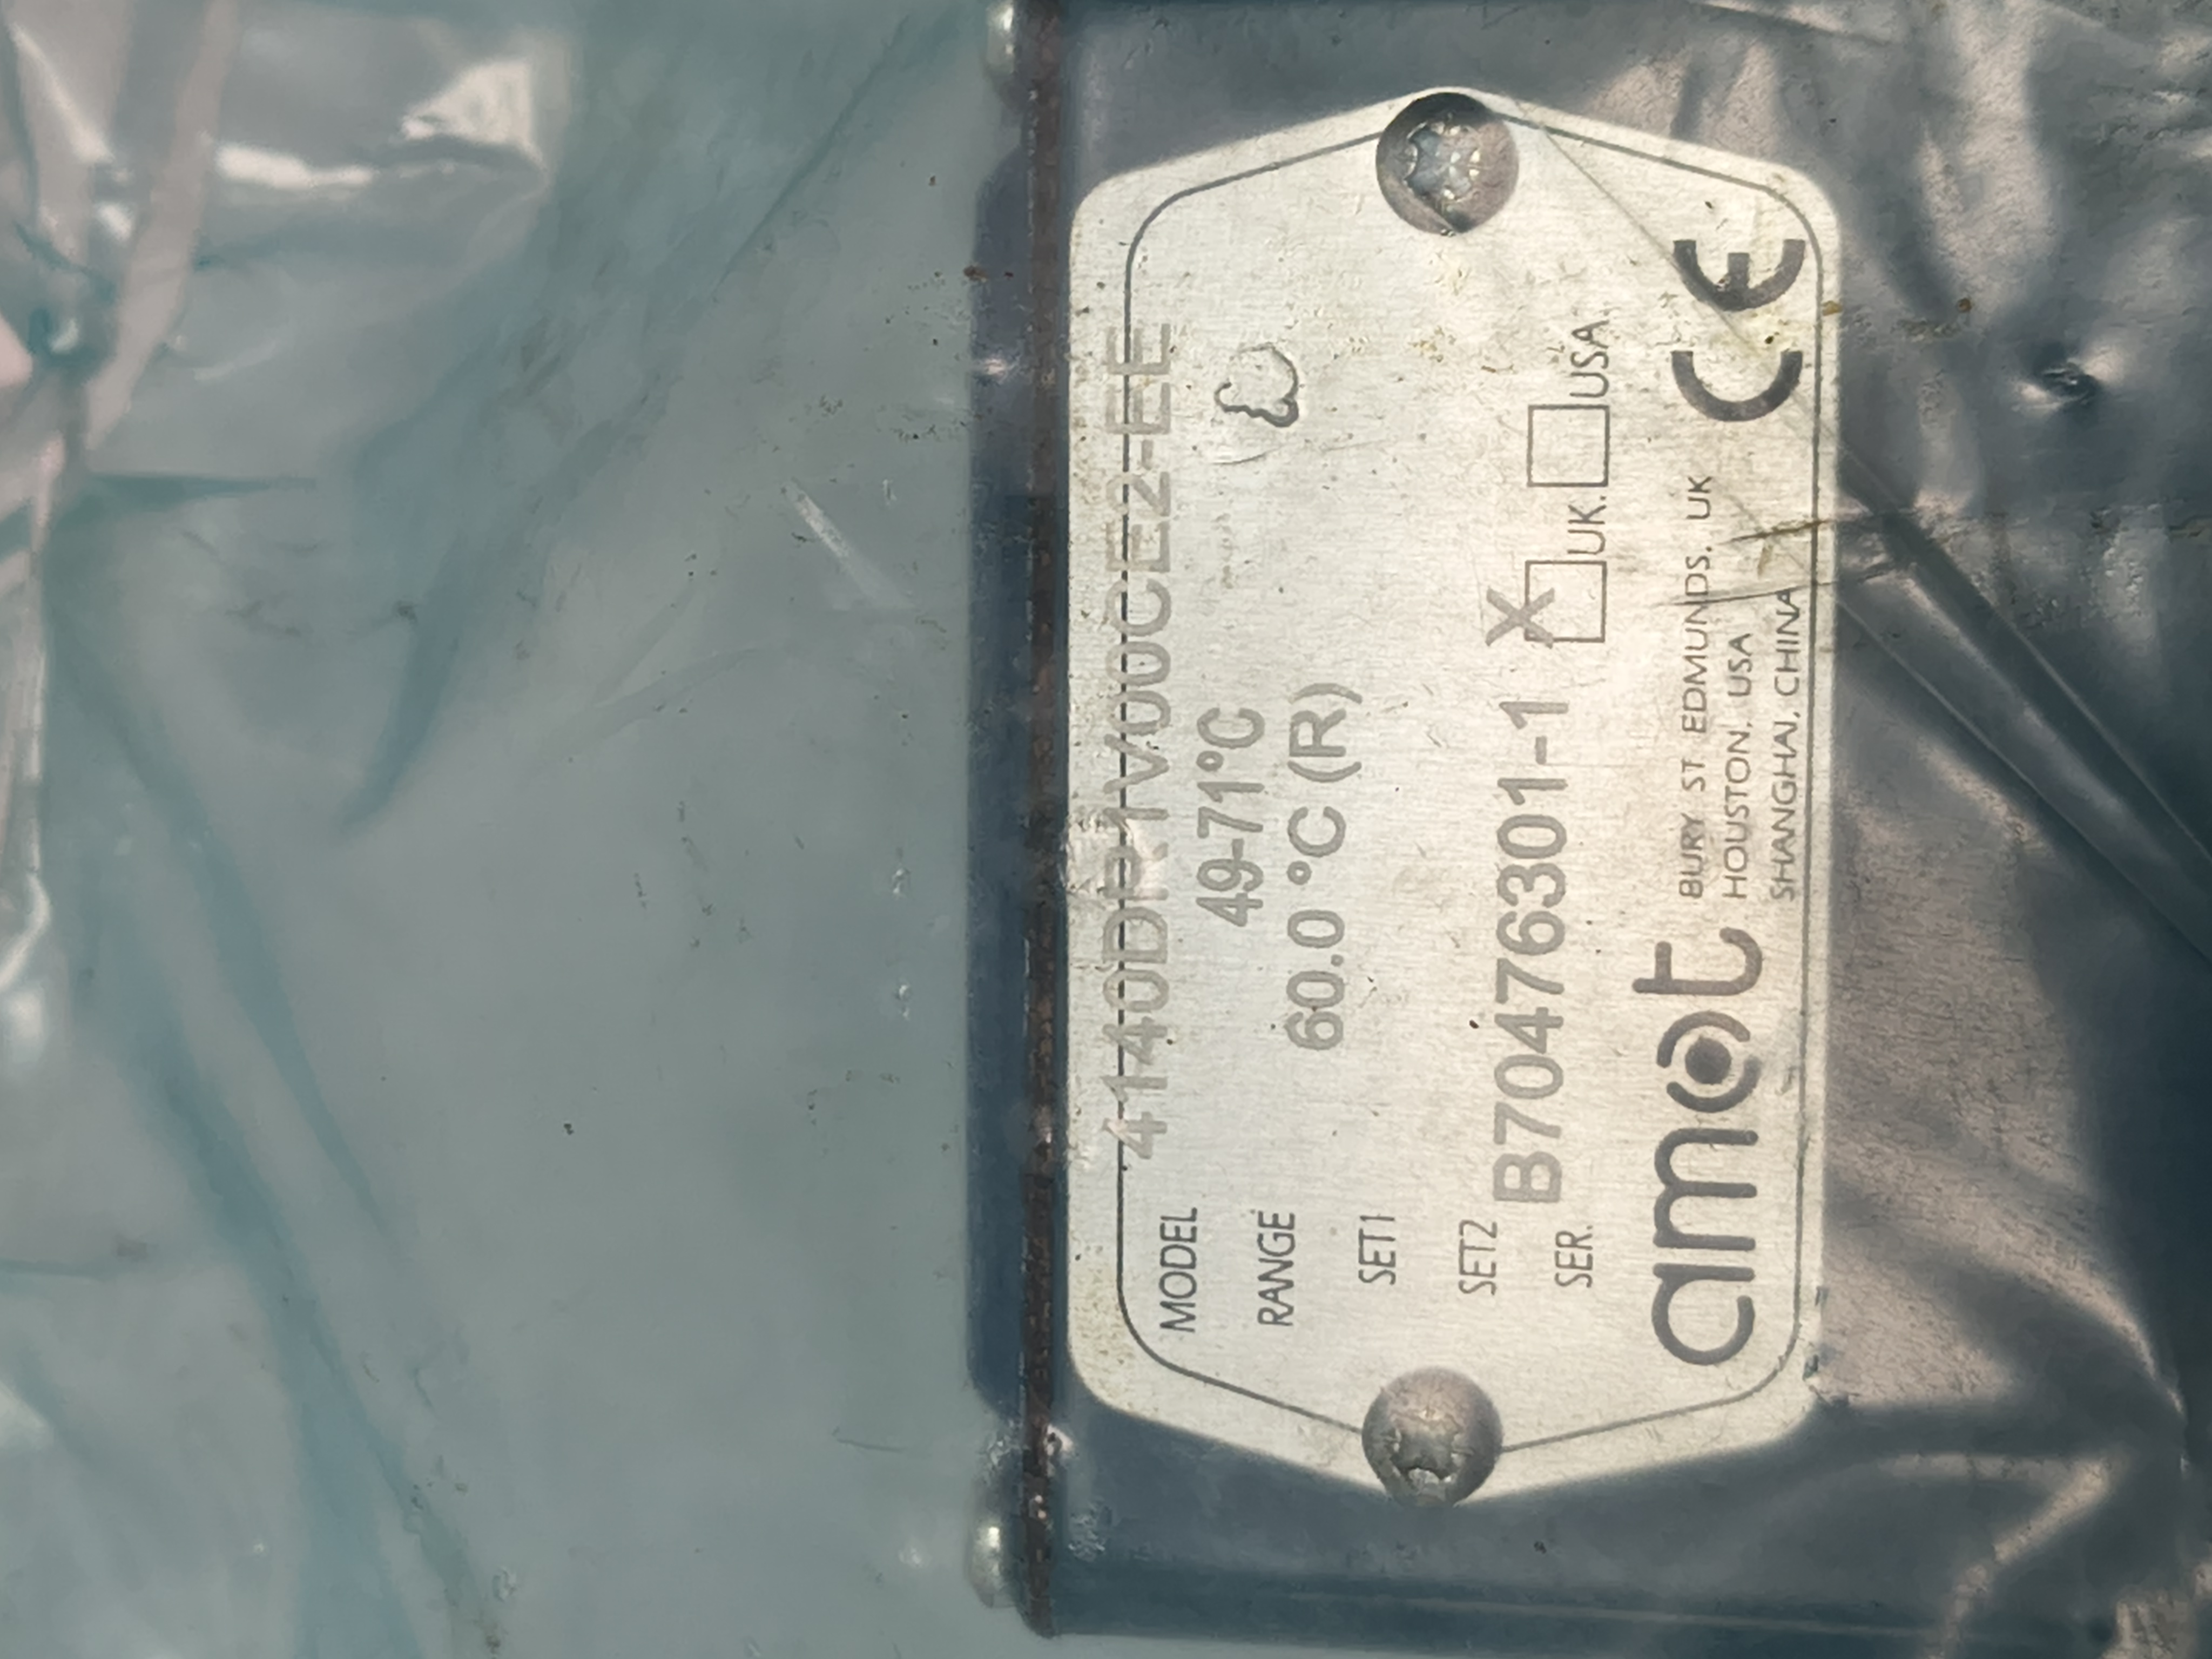 MODEL 4140DR1V00CE2-EE
RANGE 49-71°C
SET1 60.0 °C (R)
SET2
SER. B70476301-1 X UK. USA.
amot
BURY ST EDMUNDS, UK
HOUSTON, USA
SHANGHAI, CHINA
CE